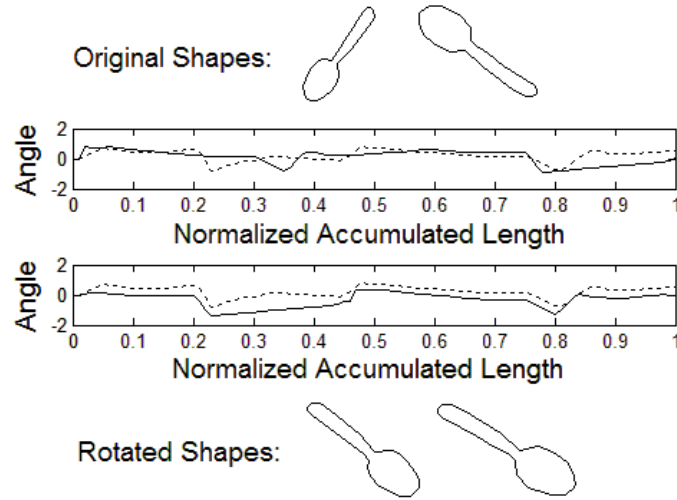 Original Shapes:
Angle
2
0
-2
0 0.1 0.2 0.3 0.4 0.5 0.6 0.7 0.8 0.9 1
Normalized Accumulated Length
Angle
2
0
-2
0 0.1 0.2 0.3 0.4 0.5 0.6 0.7 0.8 0.9 1
Normalized Accumulated Length
Rotated Shapes: